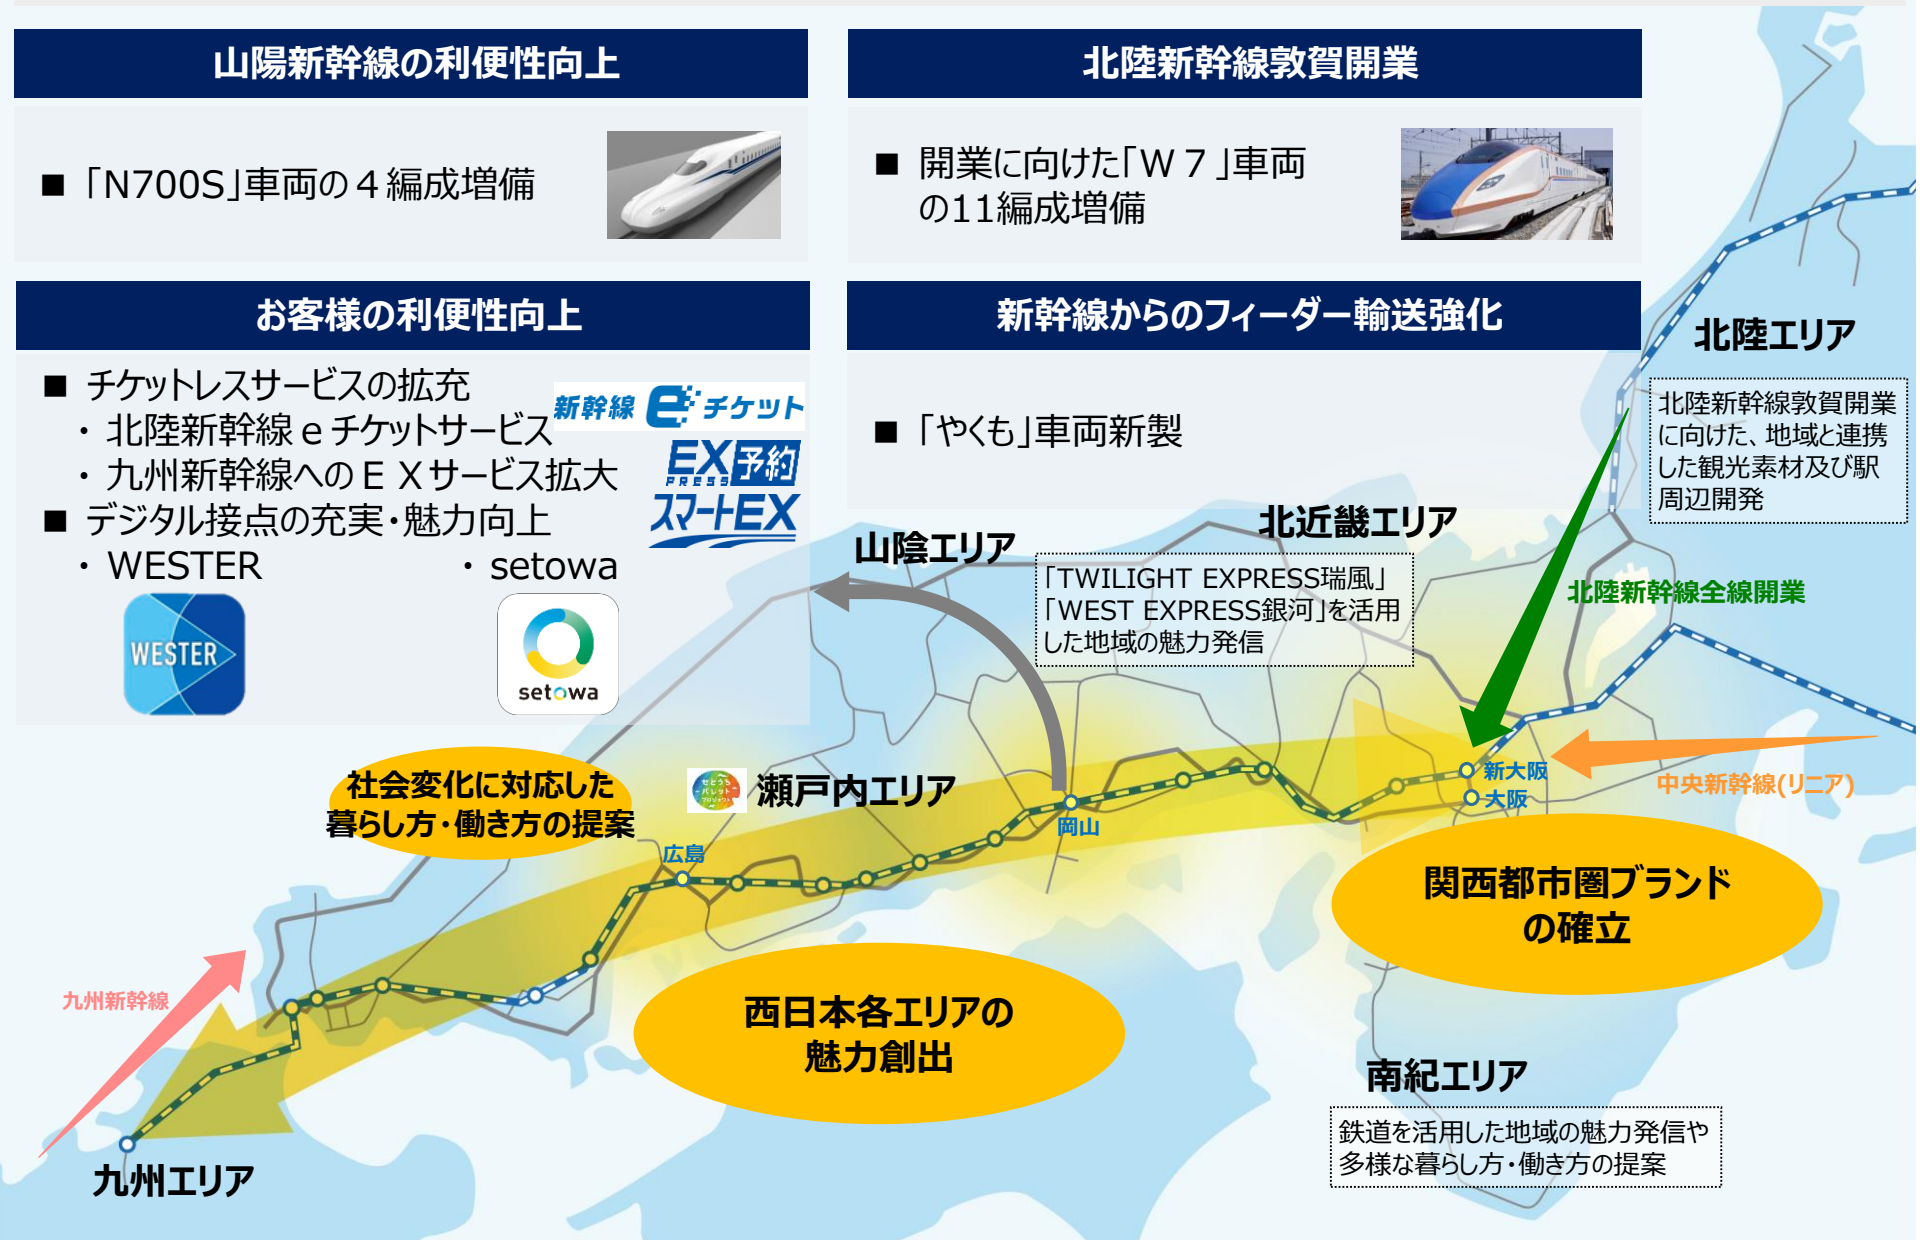 山陽新幹線の利便性向上
■「N700S」車両の４編成増備
北陸新幹線敦賀開業
■ 開業に向けた「Ｗ７」車両
の11編成増備
お客様の利便性向上
■ チケットレスサービスの拡充
・北陸新幹線ｅチケットサービス
・九州新幹線へのＥＸサービス拡大
■ デジタル接点の充実・魅力向上
・WESTER
・setowa
新幹線 eチケット
EX予約
PRESS
スマートEX
WESTER
setowa
新幹線からのフィーダー輸送強化
■「やくも」車両新製
北陸エリア
北陸新幹線敦賀開業
に向けた、地域と連携
した観光素材及び駅
周辺開発
北近畿エリア
山陰エリア
「TWILIGHT EXPRESS瑞風」
「WEST EXPRESS銀河」を活用
した地域の魅力発信
北陸新幹線全線開業
社会変化に対応した
暮らし方・働き方の提案
せとうち
パレット
プロジェクト
瀬戸内エリア
新大阪
大阪
中央新幹線(リニア)
岡山
広島
関西都市圏ブランド
の確立
九州新幹線
西日本各エリアの
魅力創出
南紀エリア
鉄道を活用した地域の魅力発信や
多様な暮らし方・働き方の提案
九州エリア